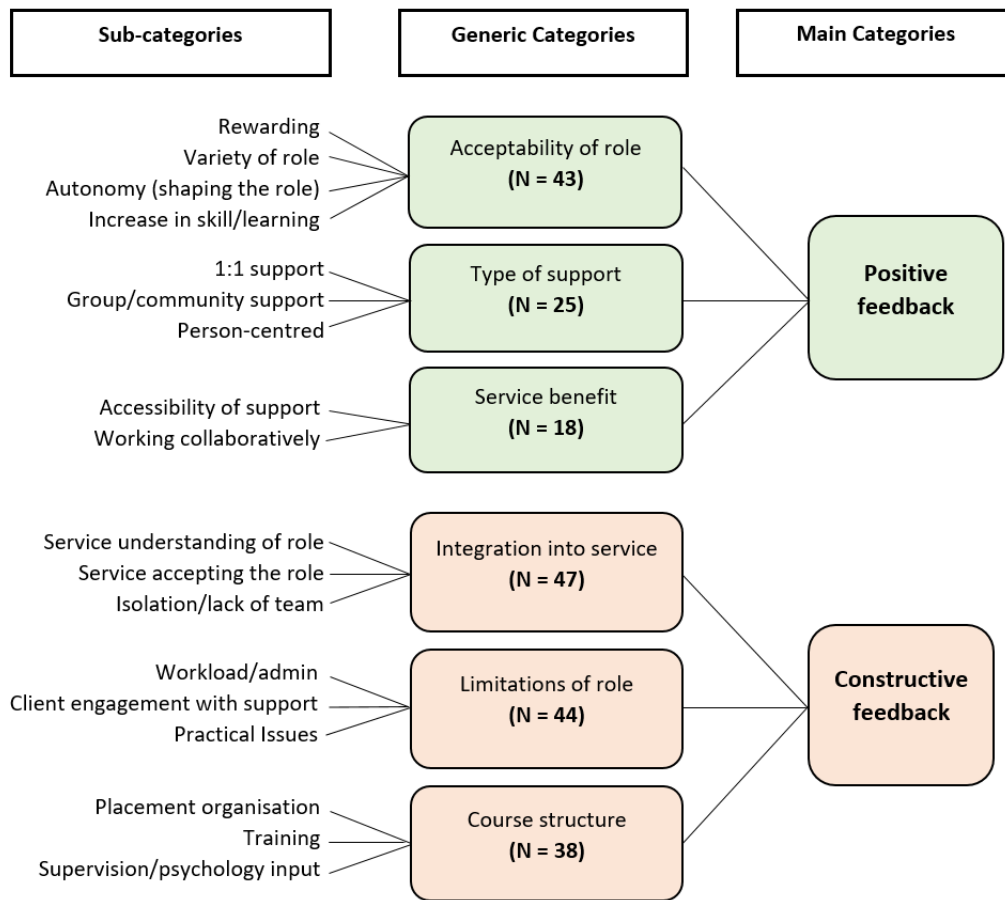 Sub-categories
Generic Categories
Main Categories
Rewarding
Variety of role
Autonomy (shaping the role)
Increase in skill/learning
Acceptability of role
(N = 43)
1:1 support
Group/community support
Person-centred
Type of support
(N = 25)
Positive
feedback
Accessibility of support
Working collaboratively
Service benefit
(N = 18)
Service understanding of role
Service accepting the role
Isolation/lack of team
Integration into service
(N = 47)
Workload/admin
Client engagement with support
Practical Issues
Limitations of role
(N = 44)
Constructive
feedback
Placement organisation
Training
Supervision/psychology input
Course structure
(N = 38)